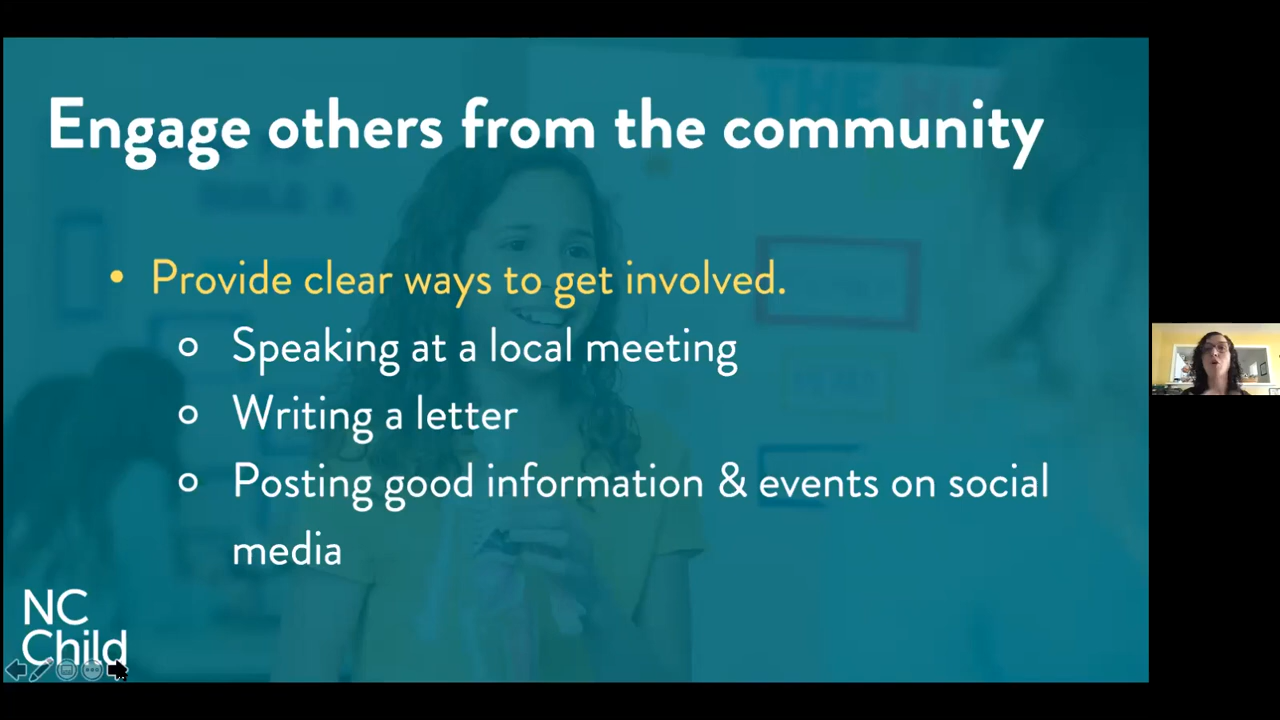 Engage others from the community
• Provide clear ways to get involved.
Speaking at a local meeting
Writing a letter
Posting good information & events on social
media
NC
Child